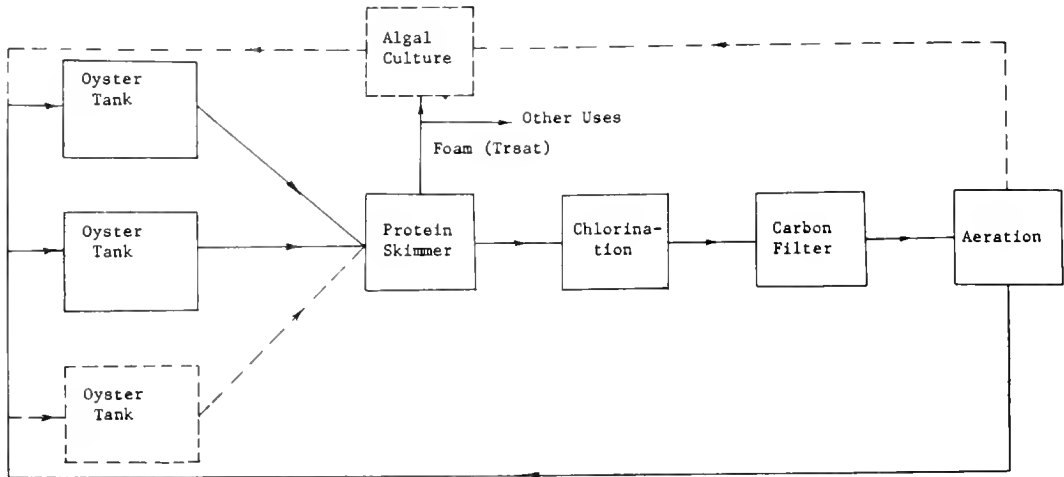 Algal
Culture
Oyster
Tank
Other Uses
Foam (Trsat)
Oyster
Tank
Protein
Skimmer
Chlorina-
tion
Carbon
Filter
Aeration
Oyster
Tank